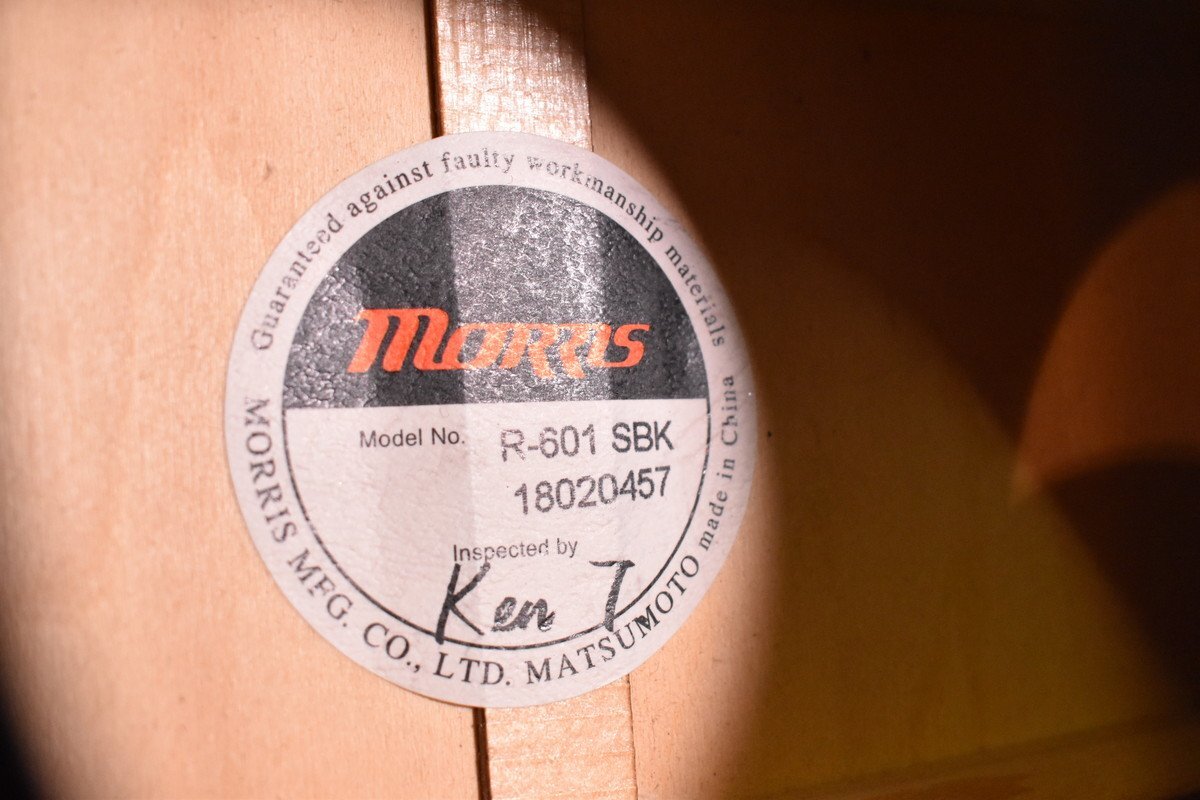 Guaranteed against faulty workmanship materials
MORRIS
Model No. R-601 SBK
18020457
Inspected by
Ken T
MORRIS MFG. CO., LTD. MATSUMOTO made in China